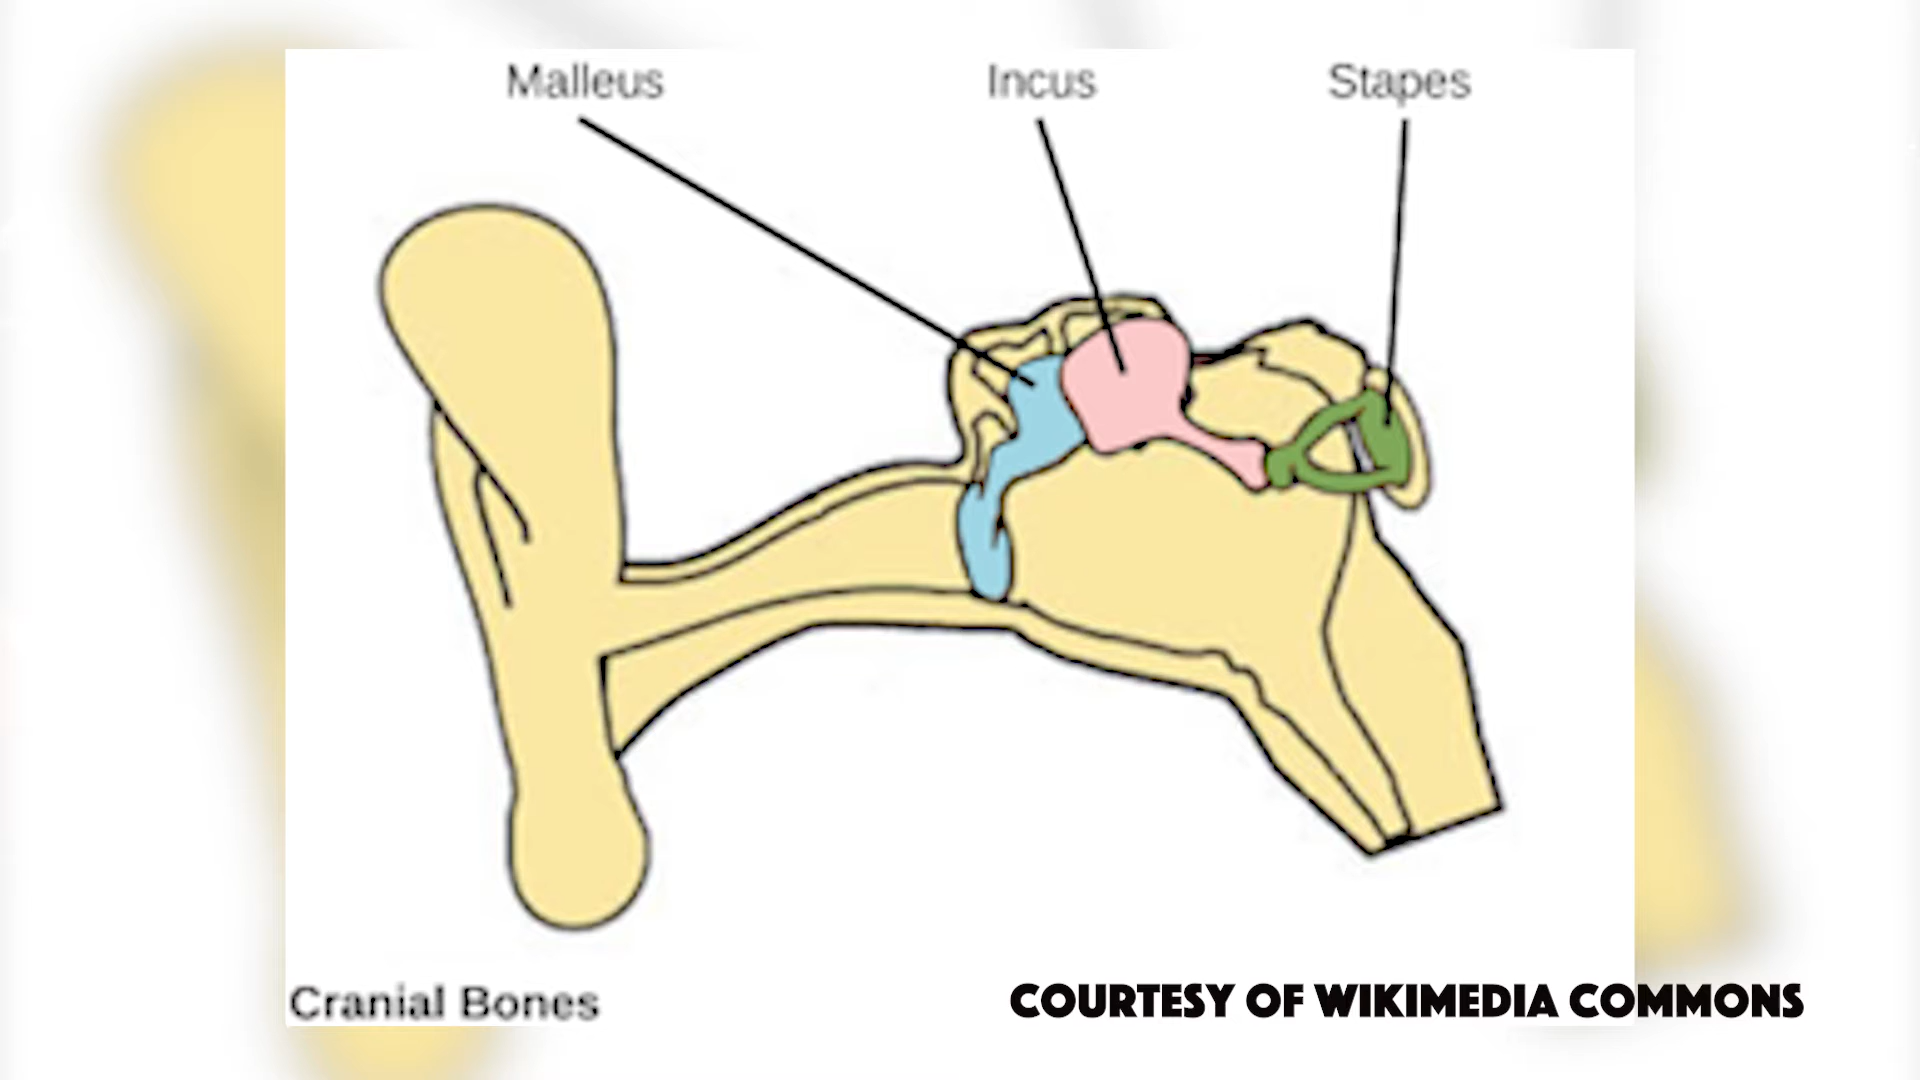 Malleus
Incus
Stapes
Cranial Bones
COURTESY OF WIKIMEDIA COMMONS